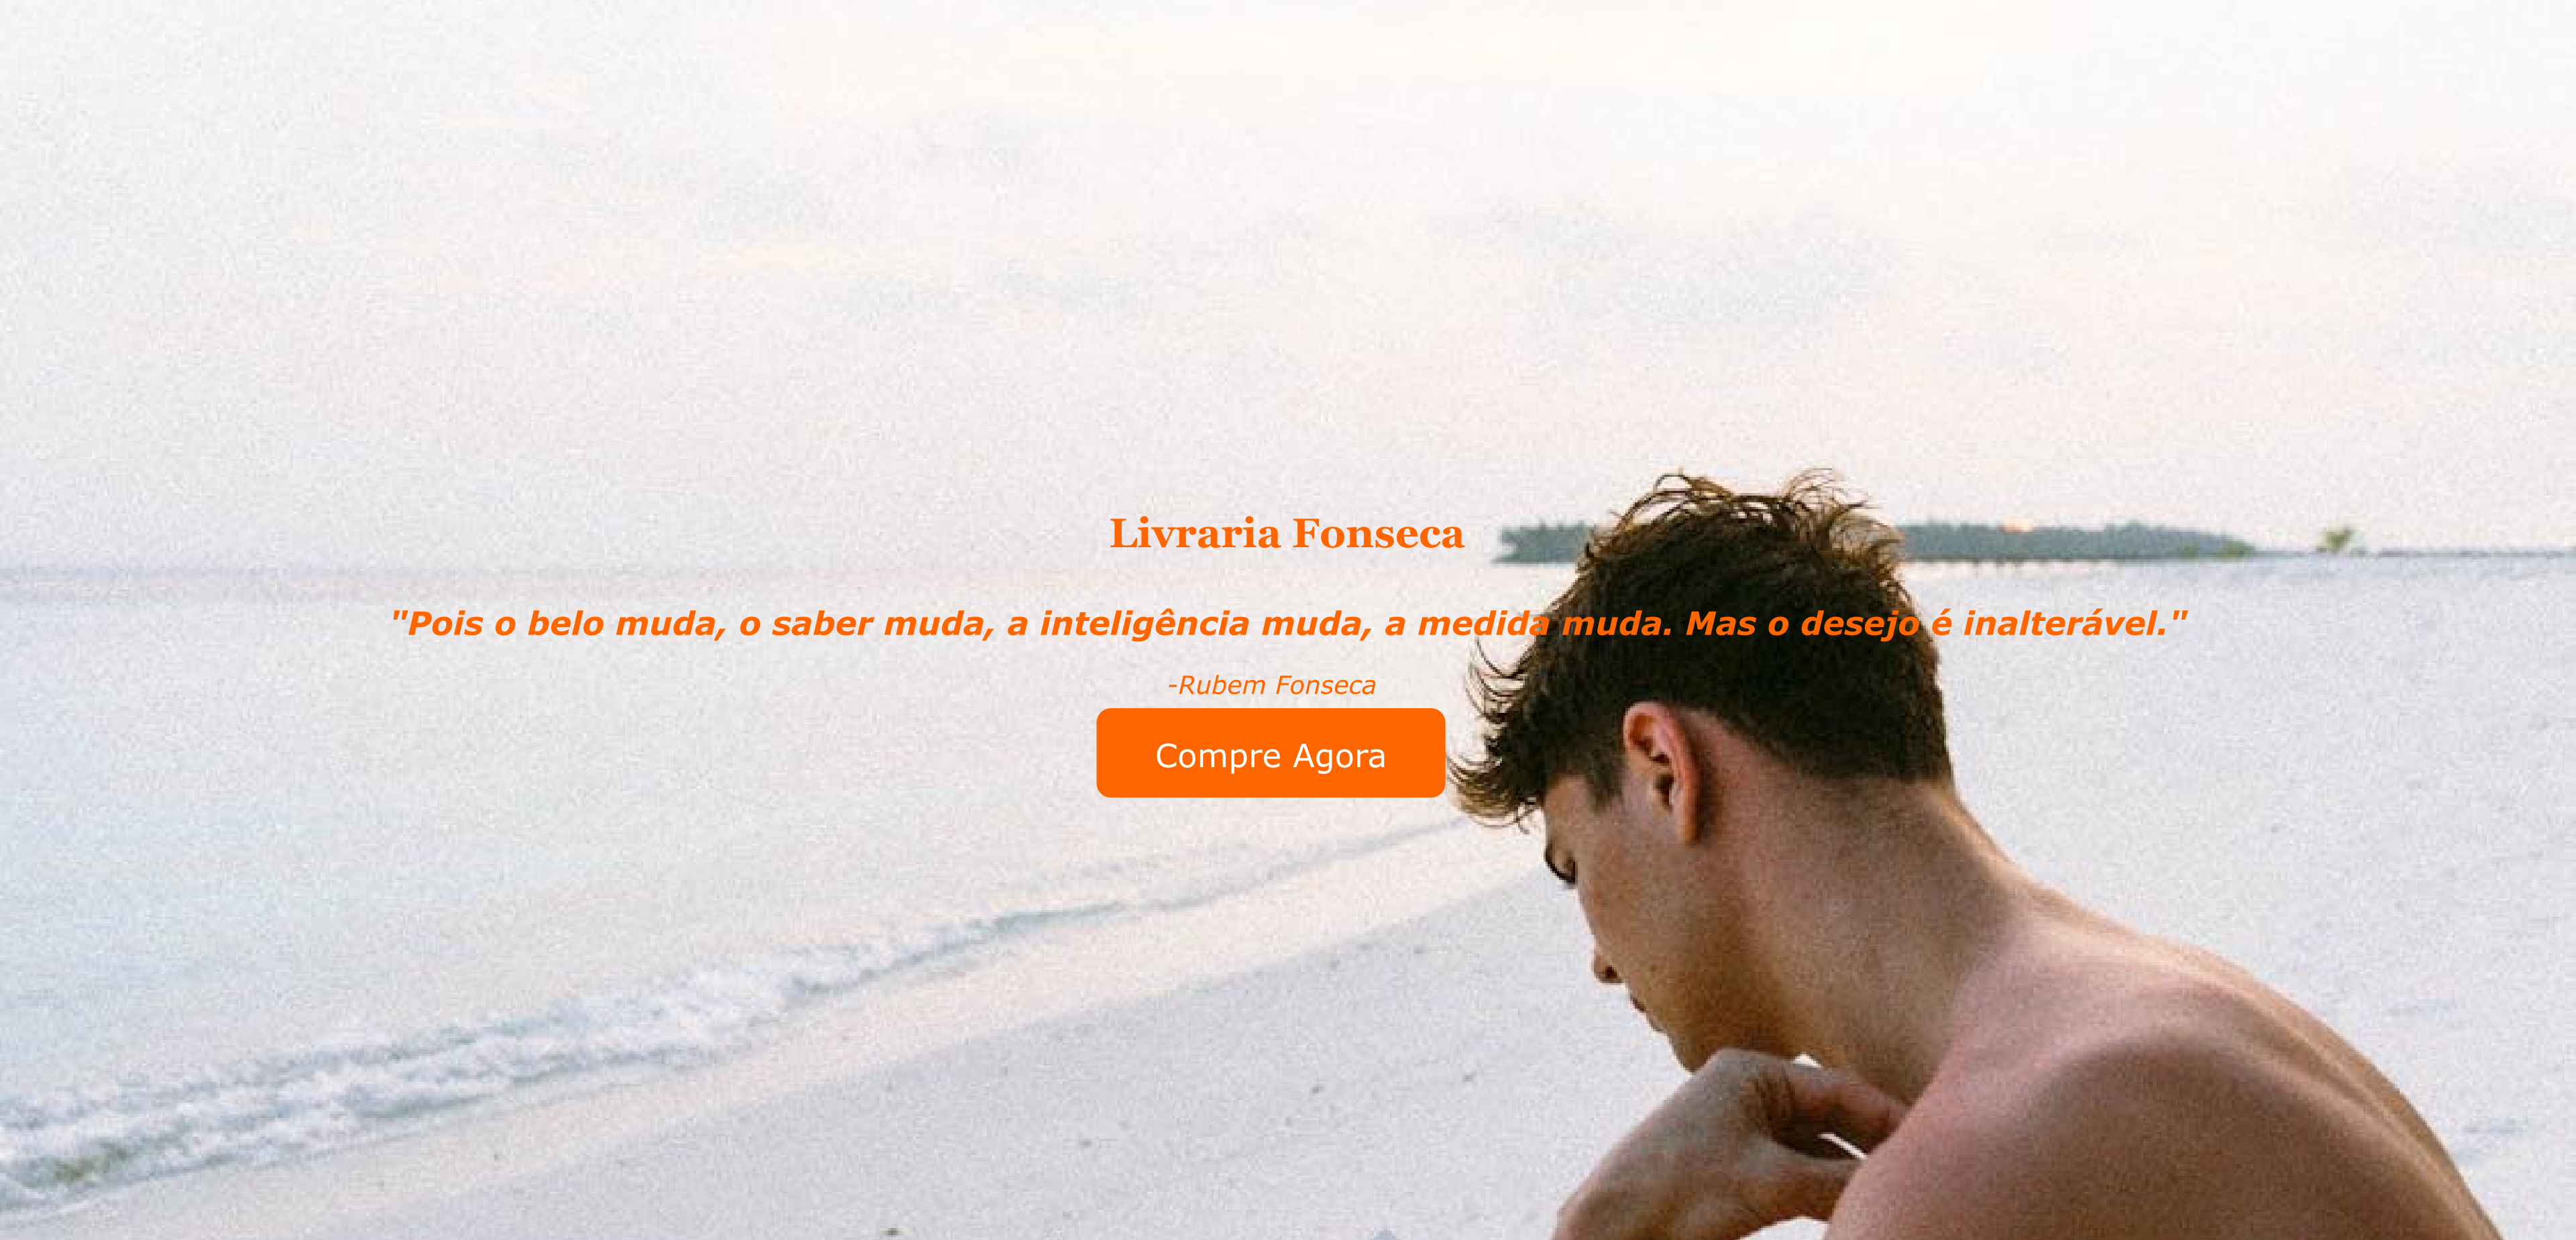 Livraria Fonseca
"Pois o belo muda, o saber muda, a inteligência muda, a medida muda. Mas o desejo é inalterável."
-Rubem Fonseca
Compre Agora